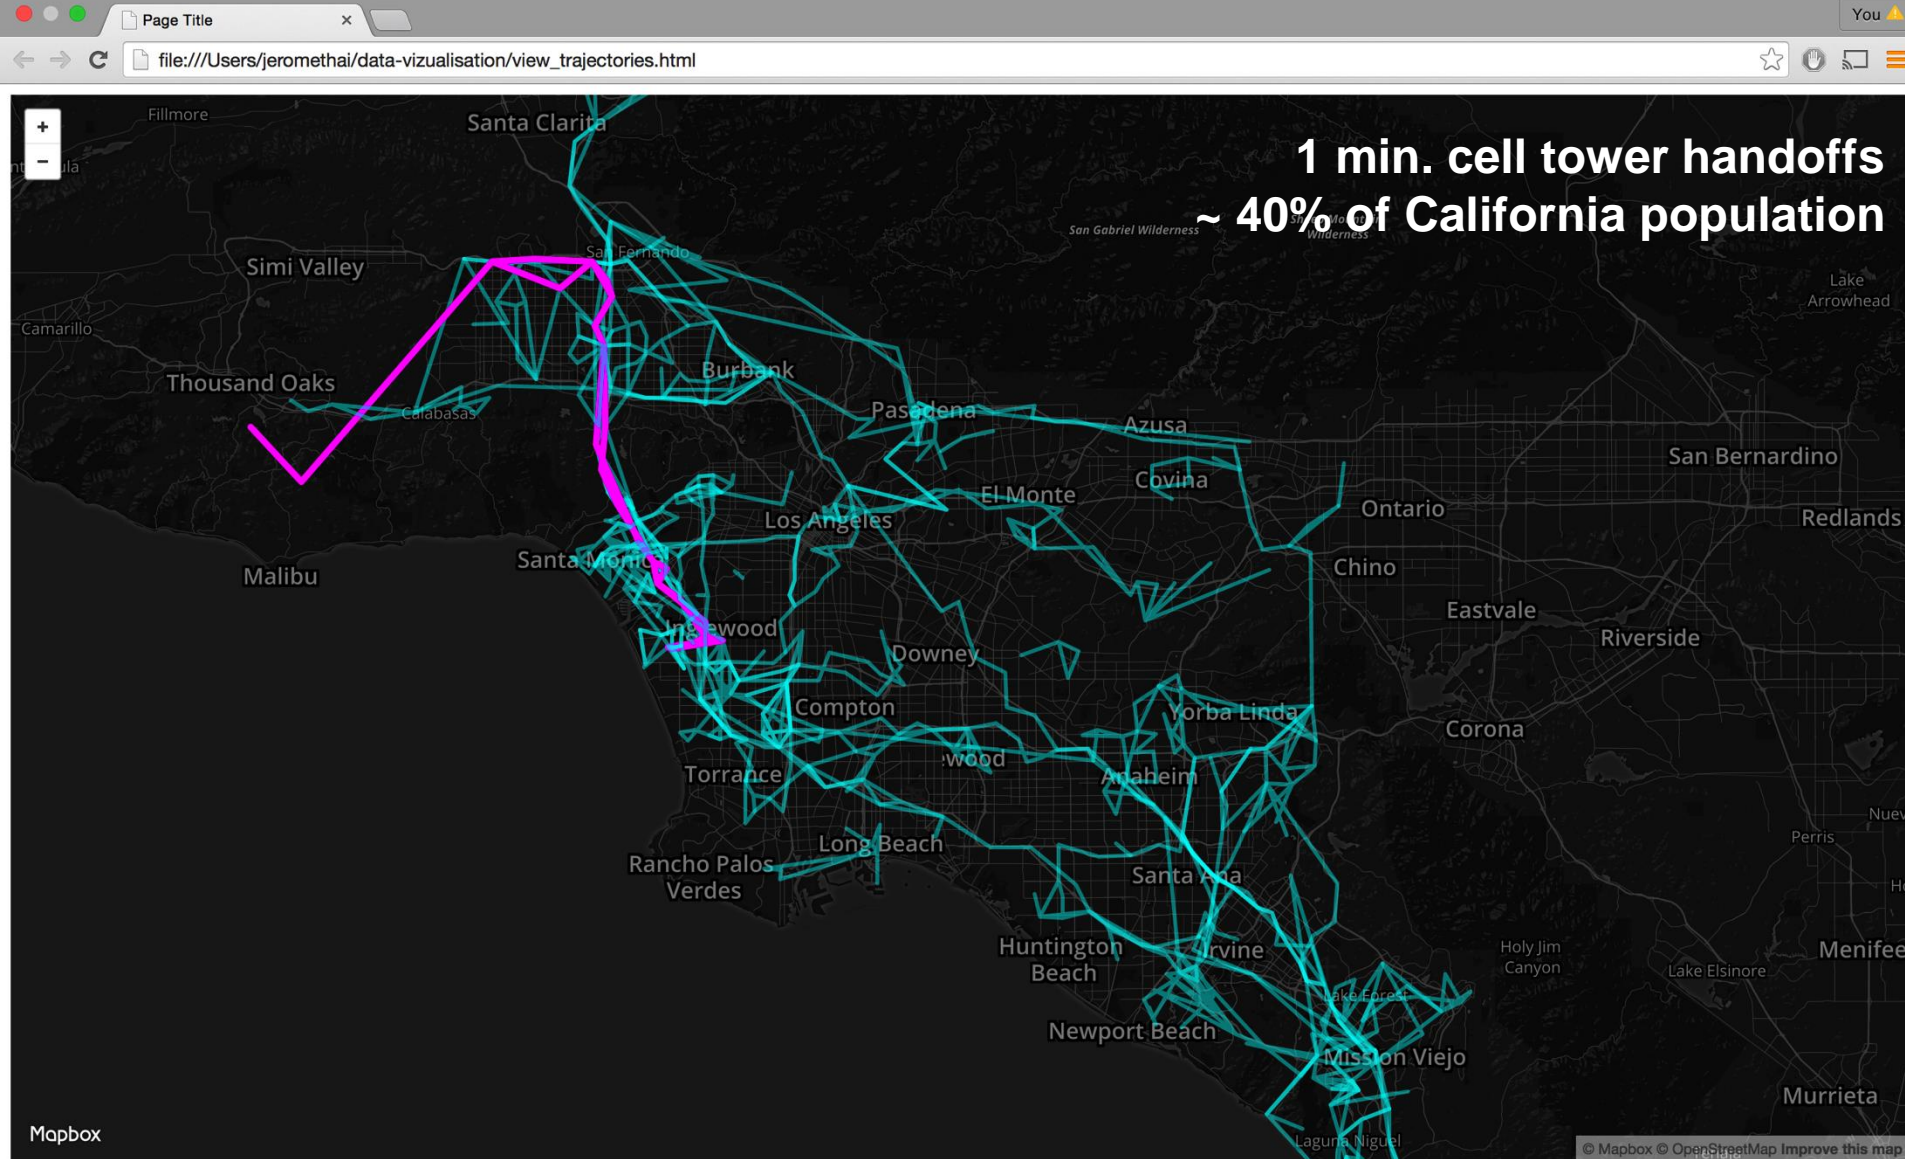 Page Title
You
file:///Users/jeromethai/data-vizualisation/view_trajectories.html
+
−
Fillmore
Santa Clarita
1 min. cell tower handoffs
~ 40% of California population
San Gabriel Wilderness
Wilderness
San Fernando
Simi Valley
Lake
Arrowhead
Camarillo
Thousand Oaks
Burbank
Calabasas
Pasadena
Azusa
San Bernardino
Covina
El Monte
Ontario
Los Angeles
Redlands
Santa Monica
Chino
Malibu
Eastvale
Inglewood
Riverside
Downey
Compton
Yorba Linda
Corona
ewood
Torrance
Anaheim
Nuev
Perris
Long Beach
Rancho Palos
Verdes
Santa Ana
Huntington
Beach
Irvine
Holy Jim
Canyon
Menifee
Lake Elsinore
Lake Forest
Newport Beach
Mission Viejo
Murrieta
Mapbox
Laguna Niguel
© Mapbox © OpenStreetMap Improve this map